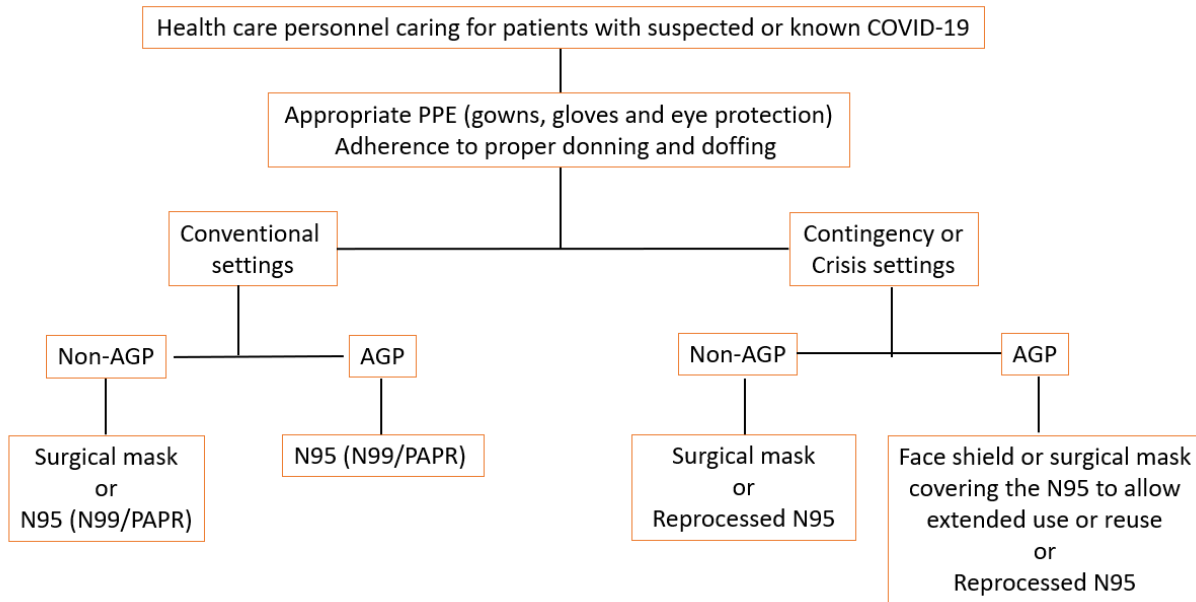 Health care personnel caring for patients with suspected or known COVID-19
Appropriate PPE (gowns, gloves and eye protection)
Adherence to proper donning and doffing
Conventional
settings
Contingency or
Crisis settings
Non-AGP
AGP
Non-AGP
AGP
Surgical mask
or
N95 (N99/PAPR)
N95 (N99/PAPR)
Surgical mask
or
Reprocessed N95
Face shield or surgical mask
covering the N95 to allow
extended use or reuse
or
Reprocessed N95